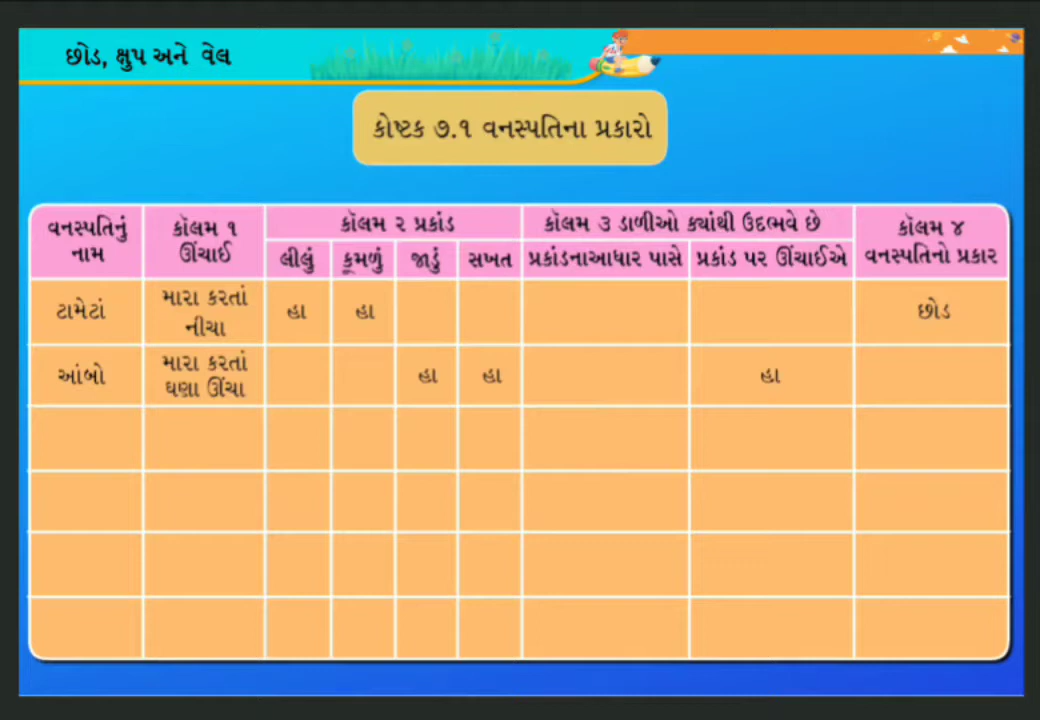 છોડ, ક્ષુપ અને વેલ
કોષ્ટક ૭.૧ વનસ્પતિના પ્રકારો
વનસ્પતિનું નામ કૉલમ ૧ ઊંચાઈ કૉલમ ૨ પ્રકાંડ કૉલમ ૩ ડાળીઓ ક્યાંથી ઉદભવે છે કૉલમ ૪ વનસ્પતિનો પ્રકાર
લીલું કૂમળું જાડું સખત પ્રકાંડનાઆધાર પાસે પ્રકાંડ પર ઊંચાઈએ
ટામેટાં મારા કરતાં નીચા હા હા છોડ
આંબો મારા કરતાં ઘણા ઊંચા હા હા હા